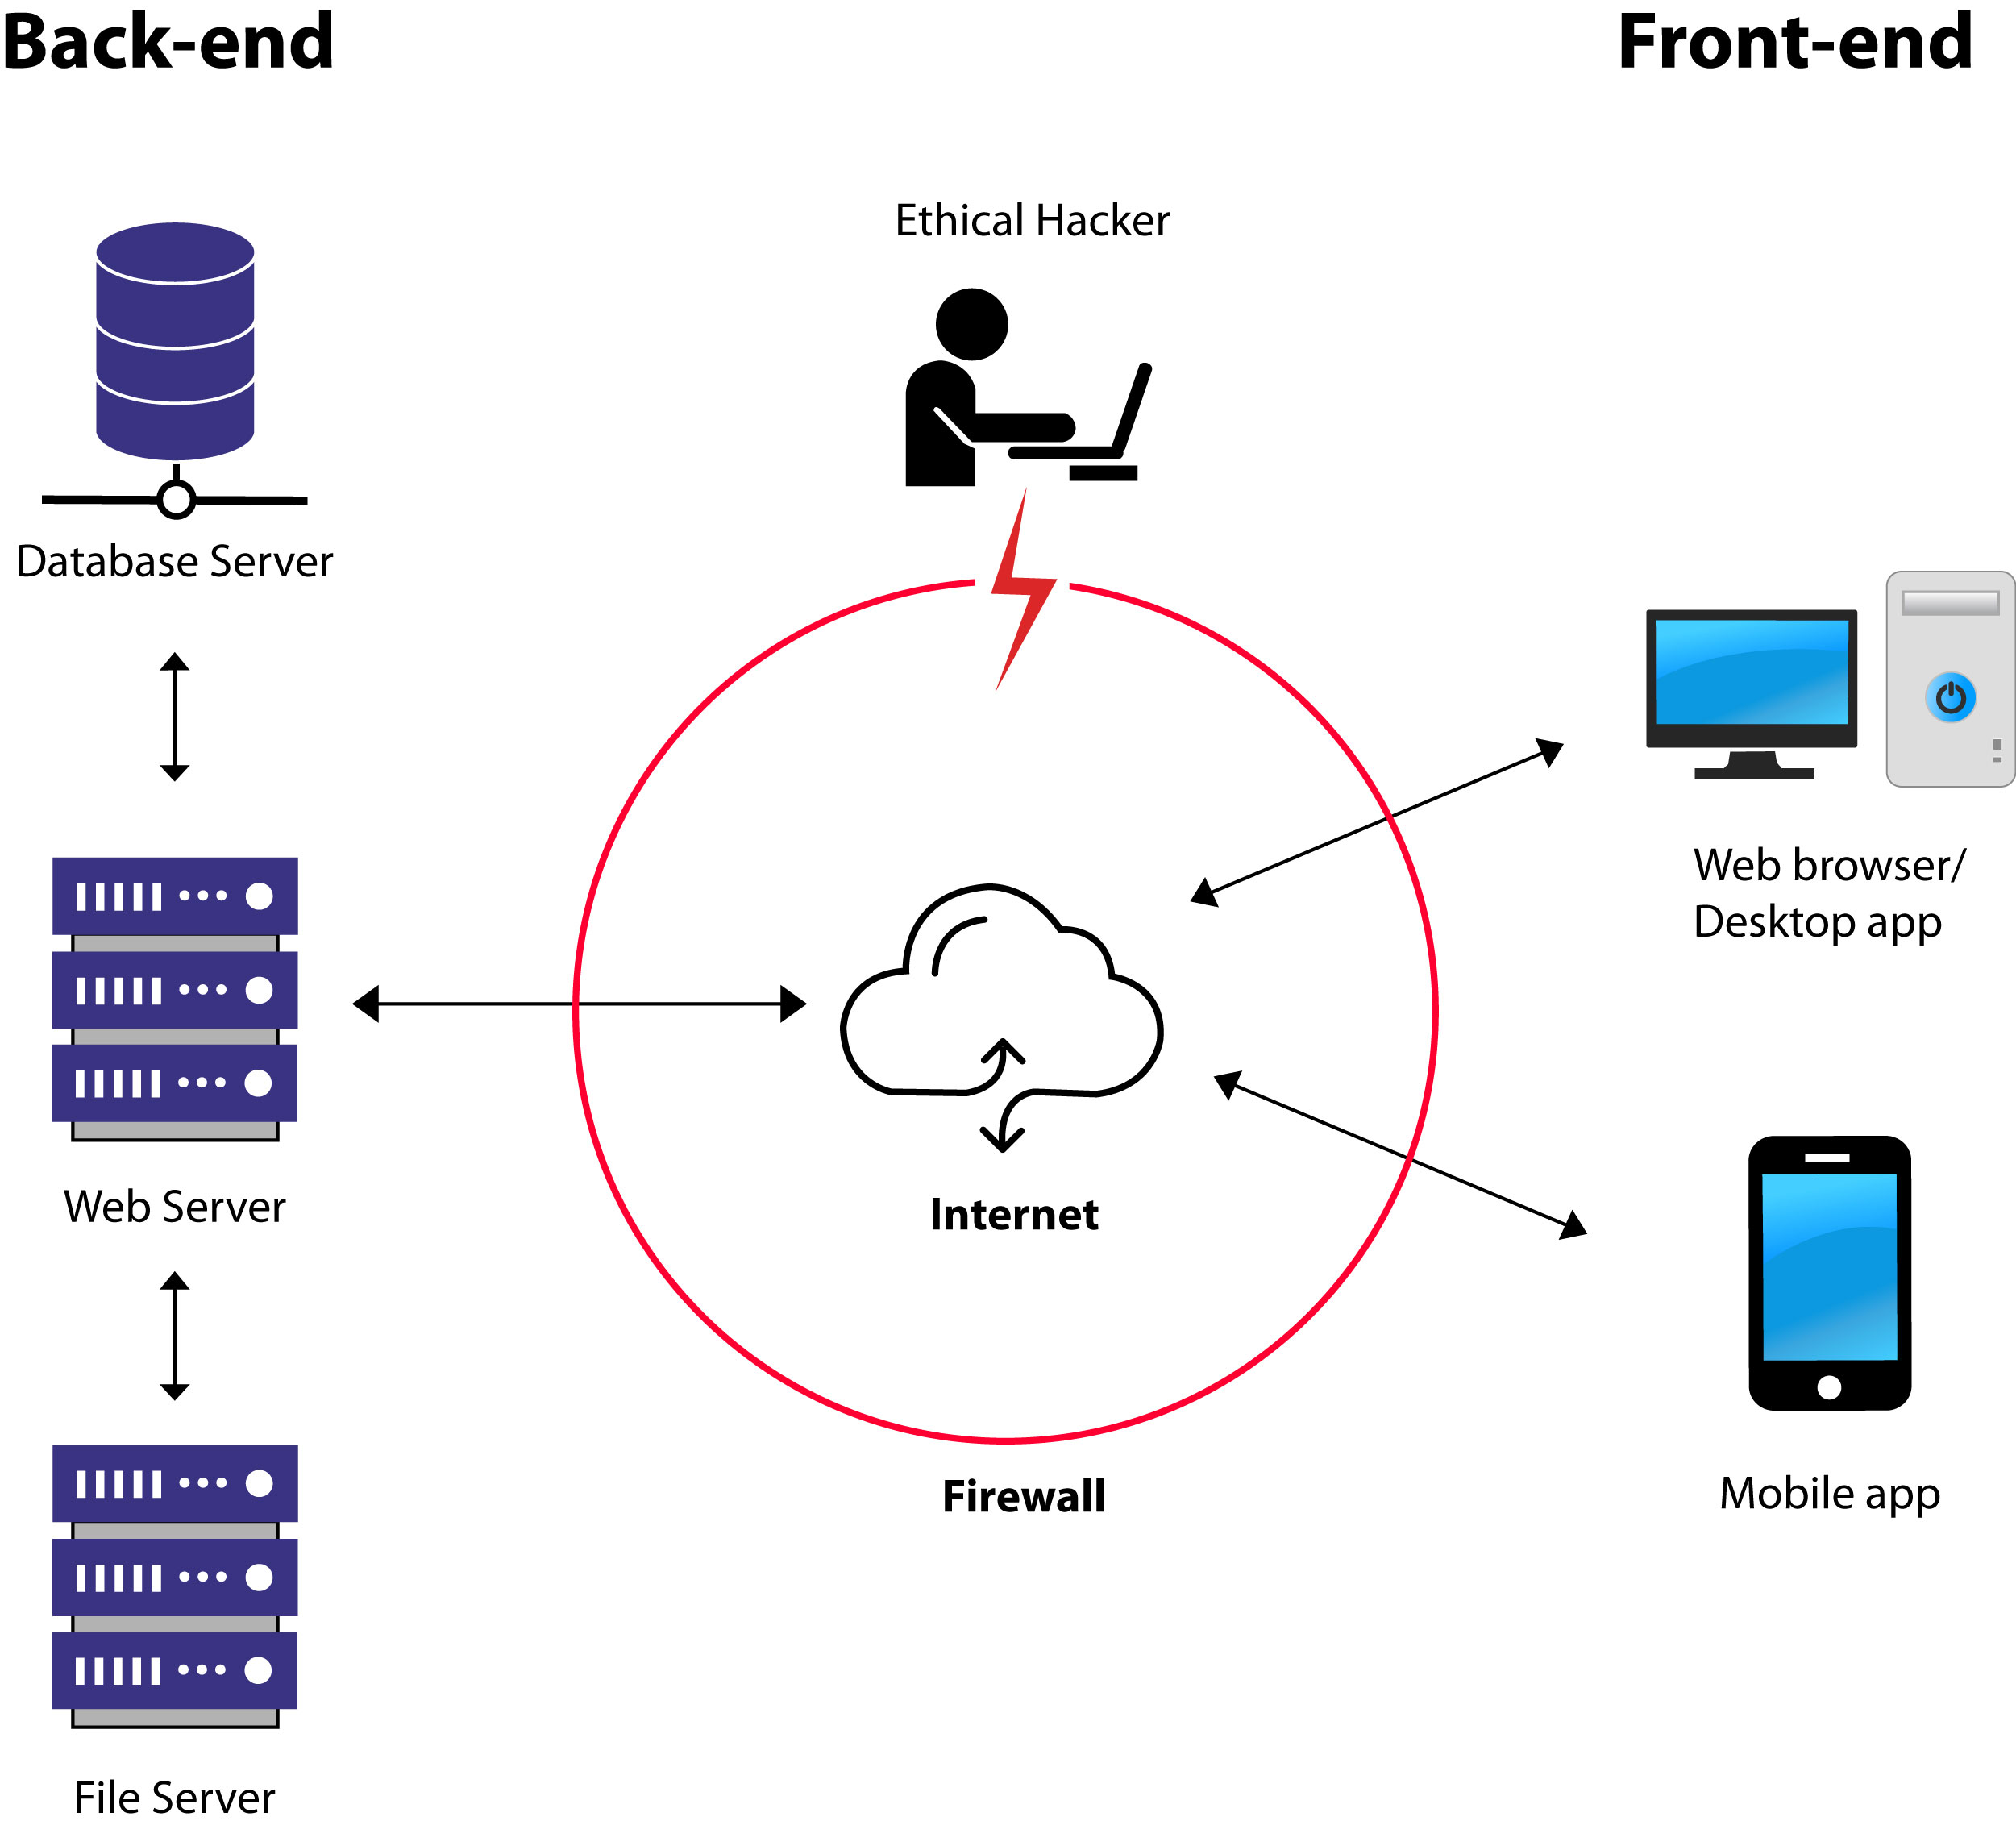 Back-end
Front-end
Ethical Hacker
Database Server
Web browser/
Desktop app
Web Server
Internet
Mobile app
Firewall
File Server